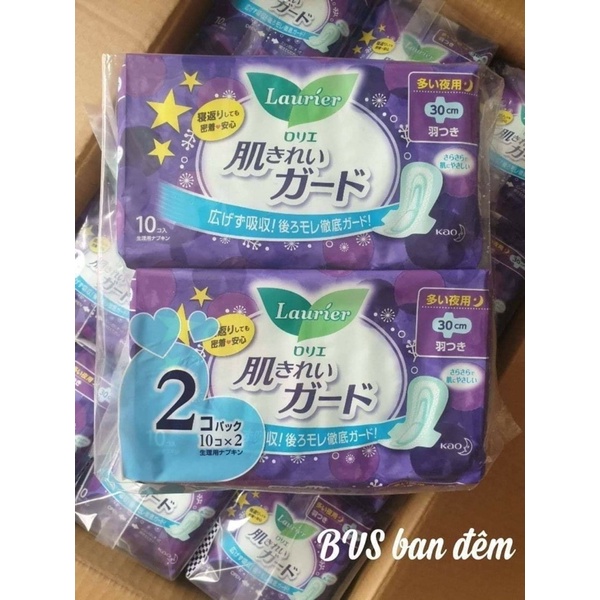 Laurier
ロリエ
肌きれい
ガード
寝返りしても
密着で安心
多い夜用
30cm
羽つき
さらさらで
肌にやさしい
広げず吸収!後ろモレ徹底ガード!
10コ入
生理用ナプキン
Kao
Laurier
ロリエ
肌きれい
ガード
返りしても
密着で安心
多い夜用
30cm
羽つき
さらさらで
肌にやさしい
収!後ろモレ徹底ガード!
2コパック
10コ×2
生理用ナプキン
Kao
BVS ban đêm